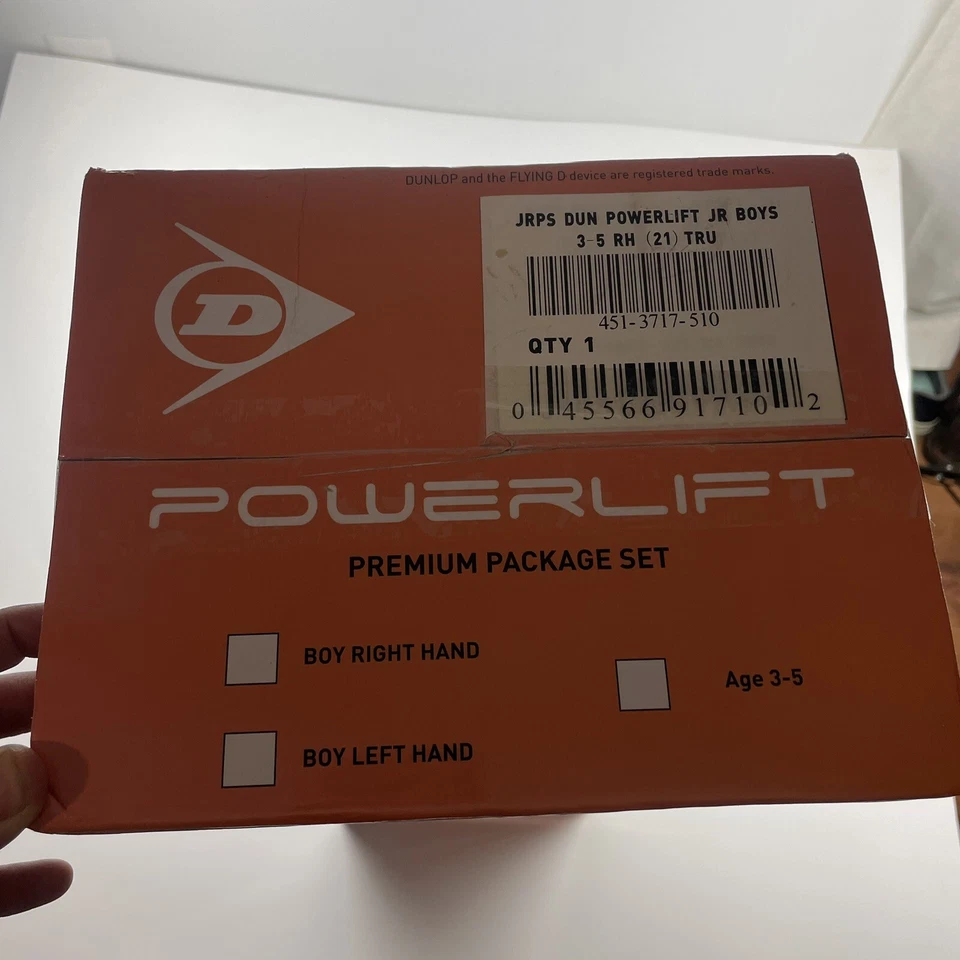 DUNLOP and the FLYING D device are registered trade marks.
JRPS DUN POWERLIFT JR BOYS
3-5 RH (21) TRU
451-3717-510
QTY 1
0 45566 91710 2
D
POWERLIFT
PREMIUM PACKAGE SET
BOY RIGHT HAND
Age 3-5
BOY LEFT HAND